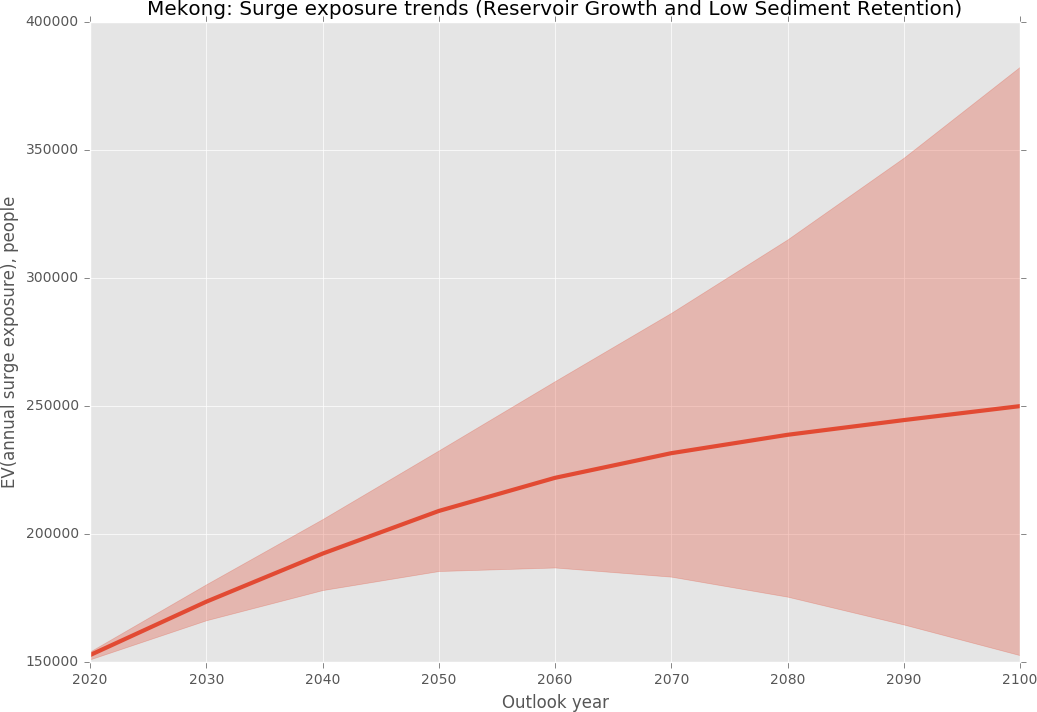 Mekong: Surge exposure trends (Reservoir Growth and Low Sediment Retention)
400000
350000
300000
250000
200000
150000
EV(annual surge exposure), people
2020 2030 2040 2050 2060 2070 2080 2090 2100
Outlook year